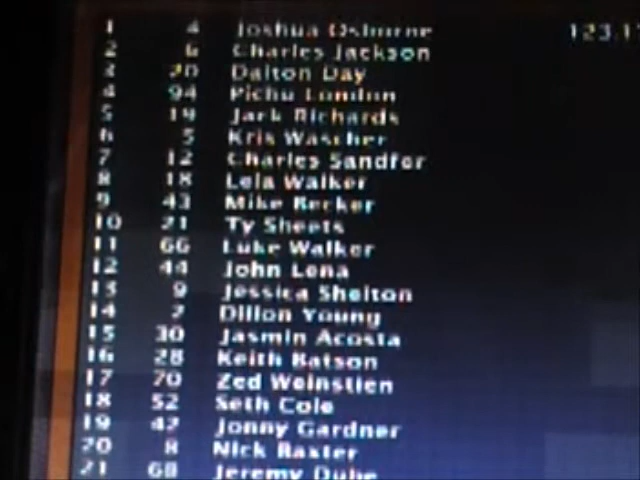 1 4 Joshua Osborne 123.17
2 6 Charles Jackson
3 20 Dalton Day
4 94 Pichu London
5 19 Jack Richards
6 5 Kris Wascher
7 12 Charles Sandfer
8 18 Lela Walker
9 43 Mike Becker
10 21 Ty Sheets
11 66 Luke Walker
12 44 John Lena
13 9 Jessica Shelton
14 2 Dillon Young
15 30 Jasmin Acosta
16 28 Keith Batson
17 70 Zed Weinstien
18 52 Seth Cole
19 42 Jonny Gardner
20 8 Nick Baxter
21 68 Jeremy Duhe